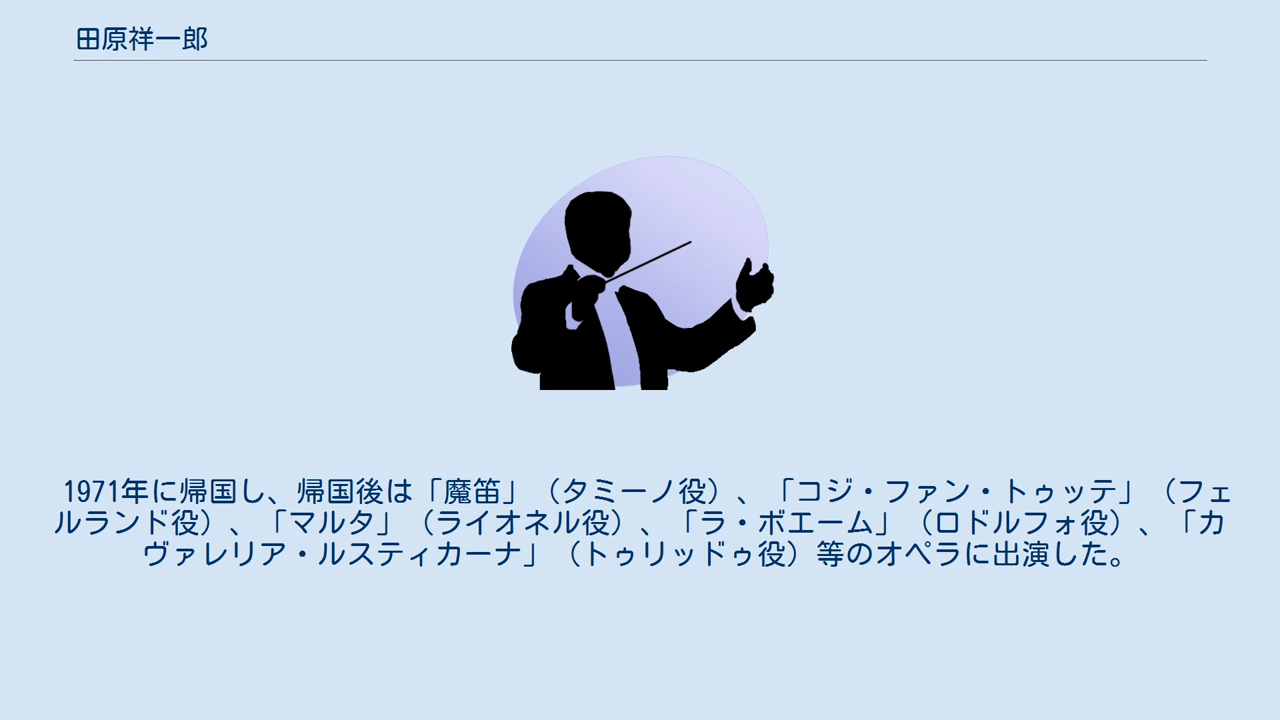 田原祥一郎
1971年に帰国し、帰国後は「魔笛」（タミーノ役）、「コジ・ファン・トゥッテ」（フェ
ルランド役）、「マルタ」（ライオネル役）、「ラ・ボエーム」（ロドルフォ役）、「カ
ヴァレリア・ルスティカーナ」（トゥリッドゥ役）等のオペラに出演した。